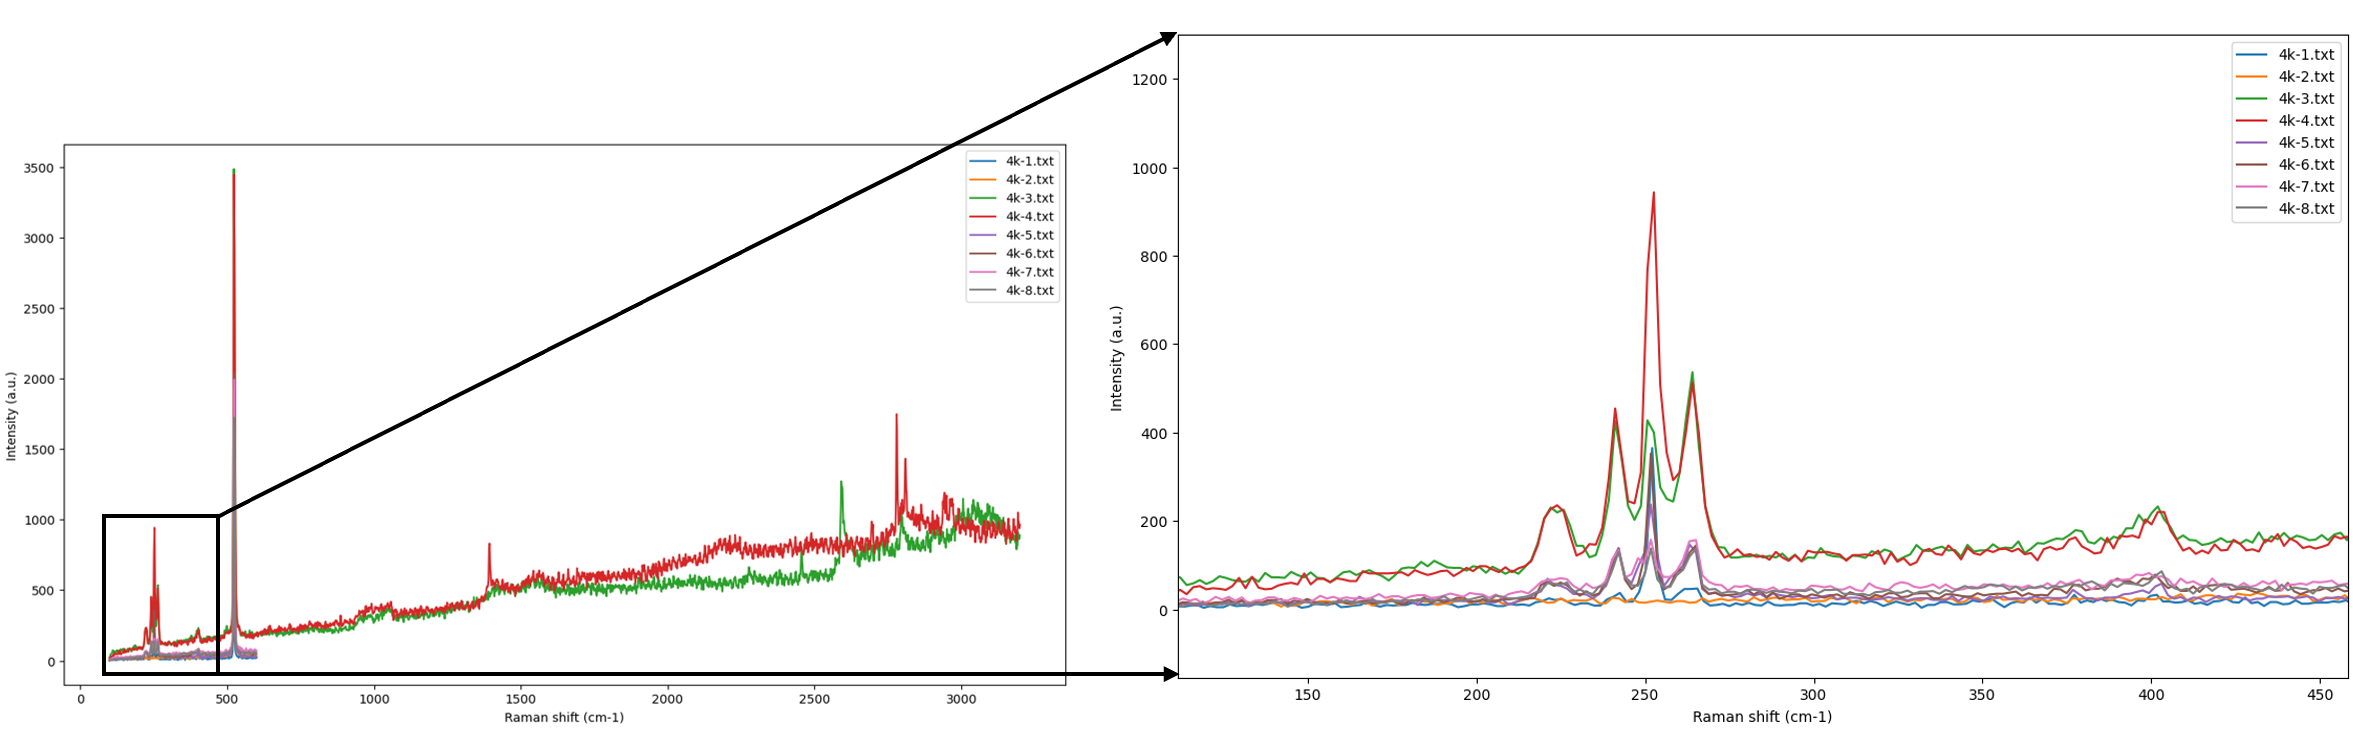 3500
3000
2500
2000
1500
1000
500
0
Intensity (a.u.)
0 500 1000 1500 2000 2500 3000
Raman shift (cm-1)
4k-1.txt
4k-2.txt
4k-3.txt
4k-4.txt
4k-5.txt
4k-6.txt
4k-7.txt
4k-8.txt
1200
1000
800
600
400
200
0
Intensity (a.u.)
150 200 250 300 350 400 450
Raman shift (cm-1)
4k-1.txt
4k-2.txt
4k-3.txt
4k-4.txt
4k-5.txt
4k-6.txt
4k-7.txt
4k-8.txt